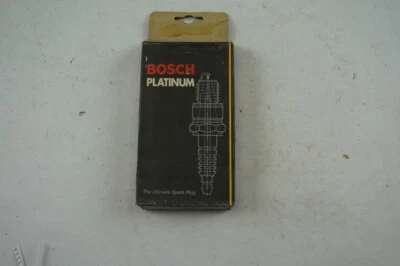 BOSCH
PLATINUM
The Ultimate Spark Plug